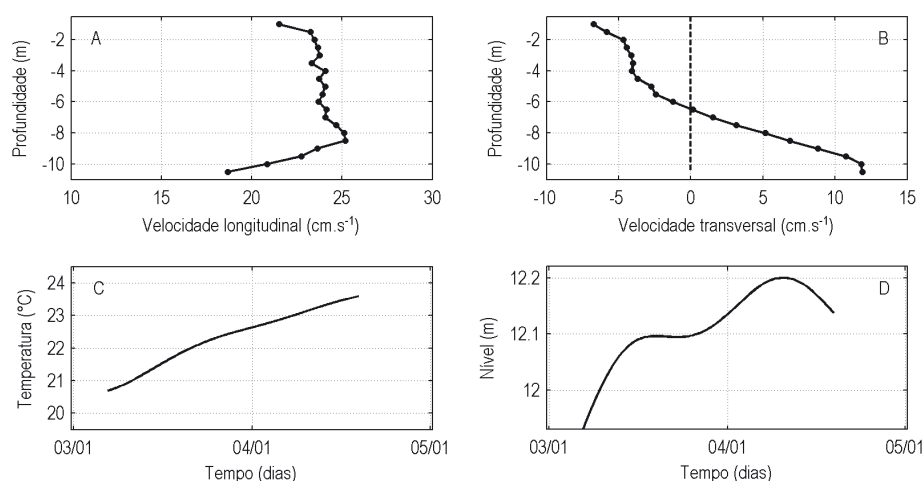 A
Profundidade (m)
-2
-4
-6
-8
-10
10
15
20
25
30
Velocidade longitudinal (cm.s⁻¹)
B
Profundidade (m)
-2
-4
-6
-8
-10
-10
-5
0
5
10
15
Velocidade transversal (cm.s⁻¹)
C
Temperatura (°C)
24
23
22
21
20
03/01
04/01
05/01
Tempo (dias)
D
Nível (m)
12.2
12.1
12
03/01
04/01
05/01
Tempo (dias)